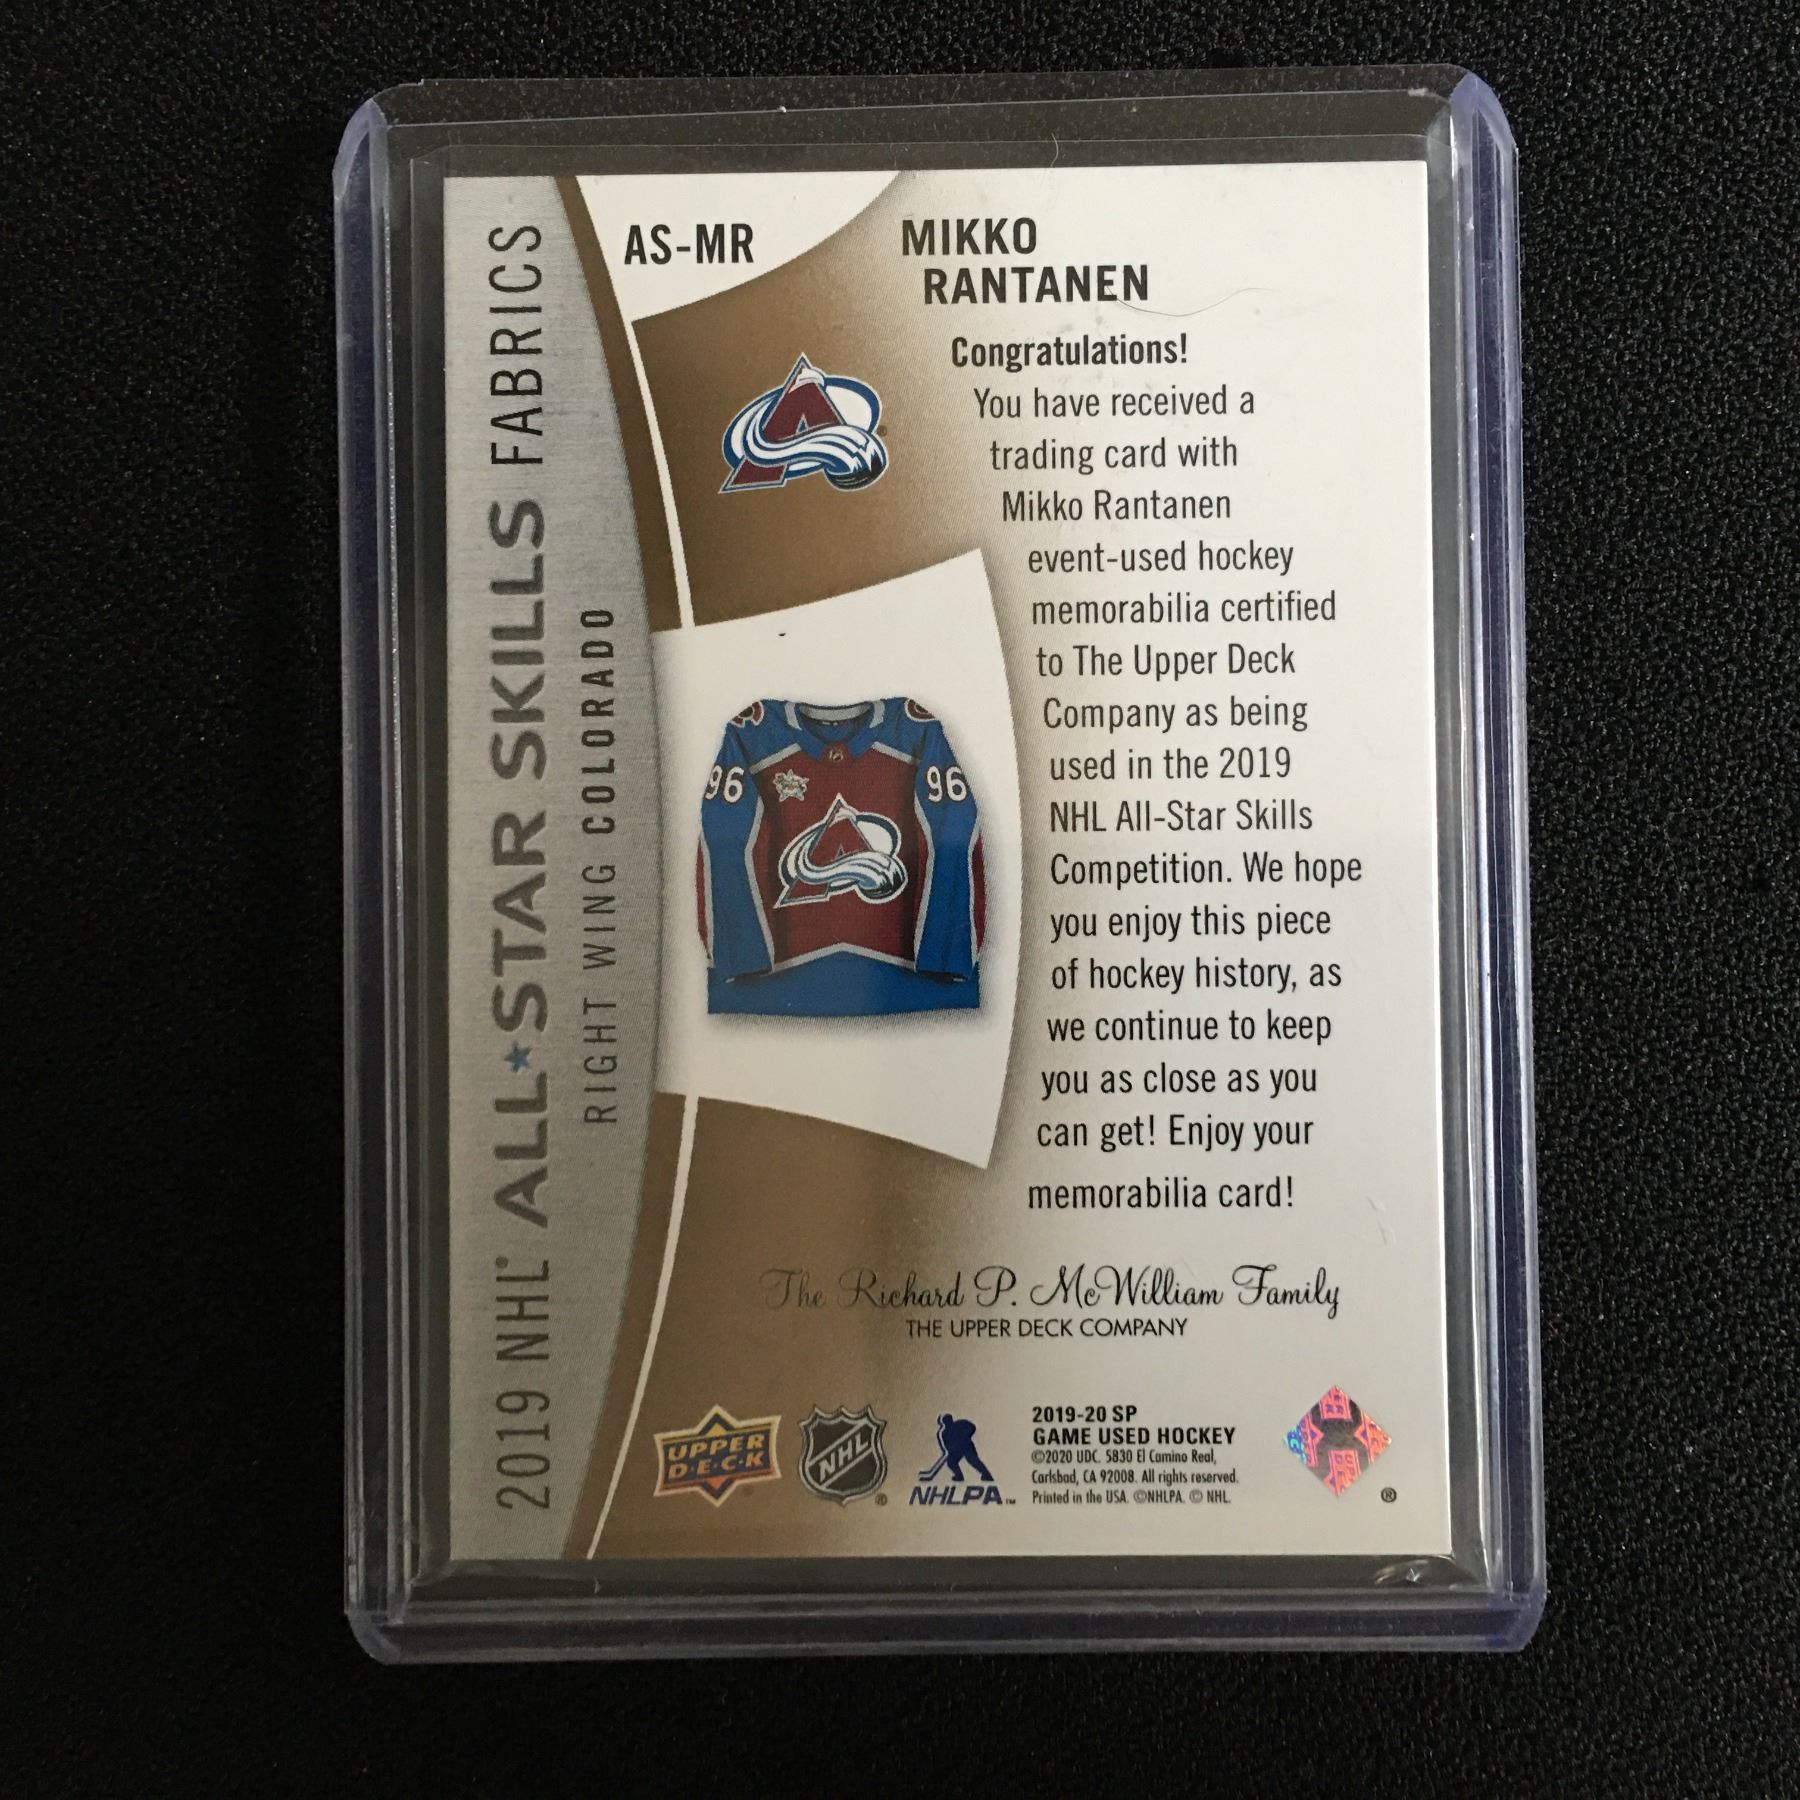 2019 NHL ALL★STAR SKILLS FABRICS
RIGHT WING COLORADO
AS-MR
MIKKO
RANTANEN
Congratulations!
You have received a
trading card with
Mikko Rantanen
event-used hockey
memorabilia certified
to The Upper Deck
Company as being
used in the 2019
NHL All-Star Skills
Competition. We hope
you enjoy this piece
of hockey history, as
we continue to keep
you as close as you
can get! Enjoy your
memorabilia card!
96 96
The Richard P. McWilliam Family
THE UPPER DECK COMPANY
UPPER
D·E·C·K
NHL
®
NHLPA™
2019-20 SP
GAME USED HOCKEY
©2020 UDC. 5830 El Camino Real,
Carlsbad, CA 92008. All rights reserved.
Printed in the USA. ©NHLPA. © NHL.
®